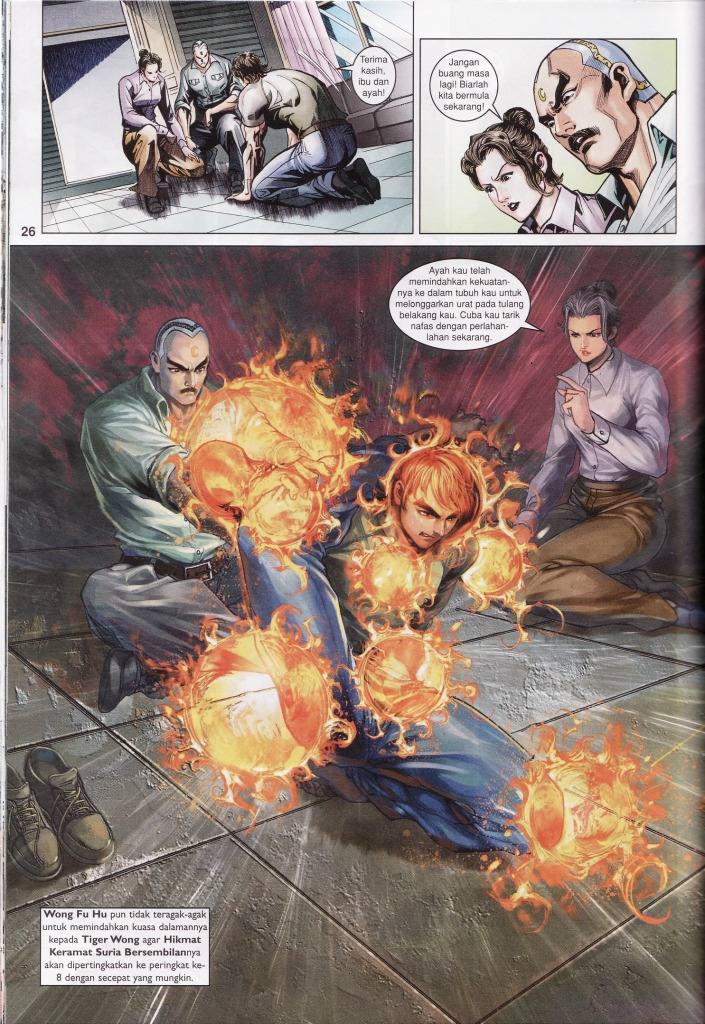 Terima
kasih,
ibu dan
ayah!
Jangan
buang masa
lagi! Biarlah
kita bermula
sekarang!
26
Ayah kau telah
memindahkan kekuatan-
nya ke dalam tubuh kau untuk
melonggarkan urat pada tulang
belakang kau. Cuba kau tarik
nafas dengan perlahan-
lahan sekarang.
Wong Fu Hu pun tidak teragak-agak
untuk memindahkan kuasa dalamannya
kepada Tiger Wong agar Hikmat
Keramat Suria Bersembilannya
akan dipertingkatkan ke peringkat ke-
8 dengan secepat yang mungkin.